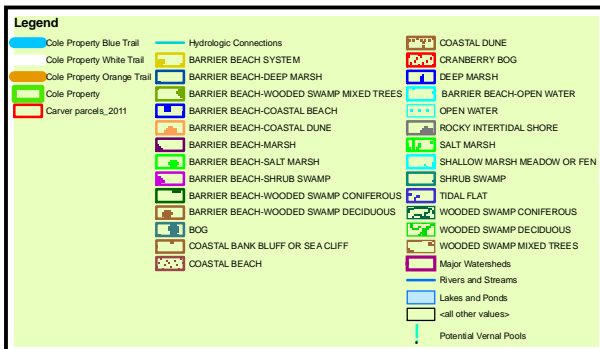 Legend
Cole Property Blue Trail
Cole Property White Trail
Cole Property Orange Trail
Cole Property
Carver parcels_2011
Hydrologic Connections
BARRIER BEACH SYSTEM
BARRIER BEACH-DEEP MARSH
BARRIER BEACH-WOODED SWAMP MIXED TREES
BARRIER BEACH-COASTAL BEACH
BARRIER BEACH-COASTAL DUNE
BARRIER BEACH-MARSH
BARRIER BEACH-SALT MARSH
BARRIER BEACH-SHRUB SWAMP
BARRIER BEACH-WOODED SWAMP CONIFEROUS
BARRIER BEACH-WOODED SWAMP DECIDUOUS
BOG
COASTAL BANK BLUFF OR SEA CLIFF
COASTAL BEACH
COASTAL DUNE
CRANBERRY BOG
DEEP MARSH
BARRIER BEACH-OPEN WATER
OPEN WATER
ROCKY INTERTIDAL SHORE
SALT MARSH
SHALLOW MARSH MEADOW OR FEN
SHRUB SWAMP
TIDAL FLAT
WOODED SWAMP CONIFEROUS
WOODED SWAMP DECIDUOUS
WOODED SWAMP MIXED TREES
Major Watersheds
Rivers and Streams
Lakes and Ponds
<all other values>
Potential Vernal Pools